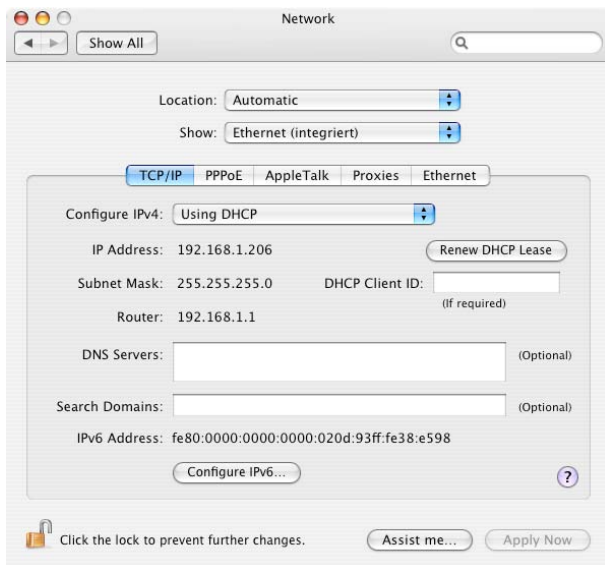 Network
Show All
Location: Automatic
Show: Ethernet (integriert)
TCP/IP PPPoE AppleTalk Proxies Ethernet
Configure IPv4: Using DHCP
IP Address: 192.168.1.206 Renew DHCP Lease
Subnet Mask: 255.255.255.0 DHCP Client ID:
(If required)
Router: 192.168.1.1
DNS Servers: (Optional)
Search Domains: (Optional)
IPv6 Address: fe80:0000:0000:0000:020d:93ff:fe38:e598
Configure IPv6... ?
Click the lock to prevent further changes. Assist me... Apply Now